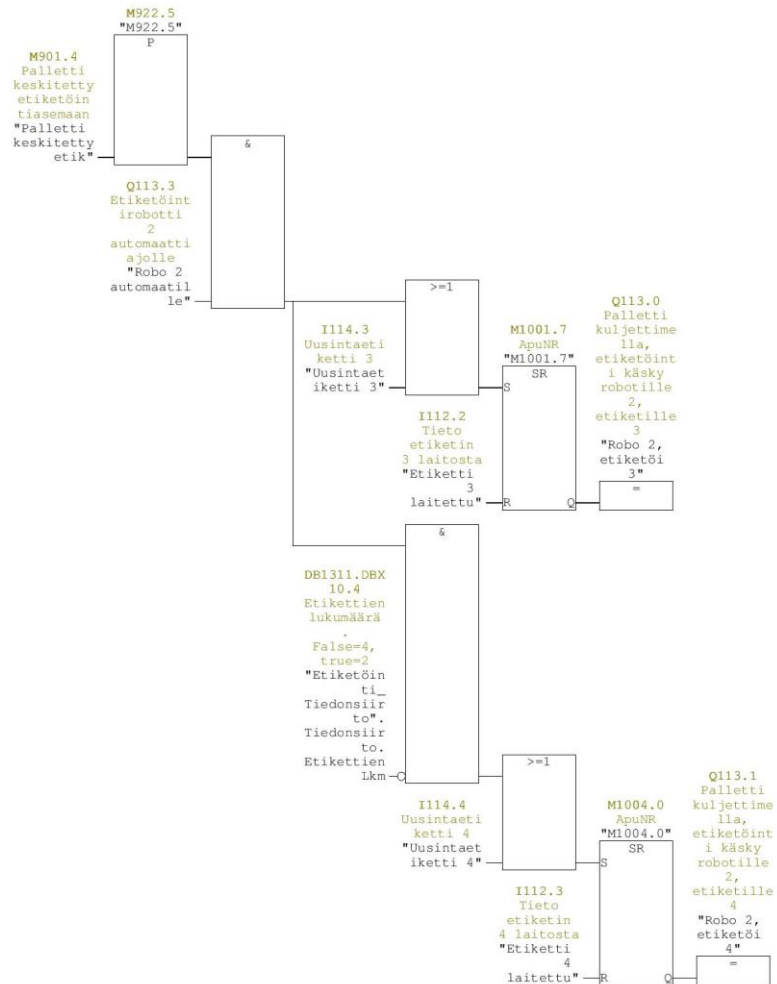 M922.5
"M922.5"
P
M901.4
Palletti
keskitetty
etiketöin
tiasemaan
"Palletti
keskitetty
etik"
&
Q113.3
Etiketöint
irobotti
2
automaatti
ajolle
"Robo 2
automaatil
le"
>=1
I114.3
Uusintaeti
ketti 3
"Uusintaet
iketti 3"
M1001.7
ApuNR
"M1001.7"
SR
S
I112.2
Tieto
etiketin
3 laitosta
"Etiketti
3
laitettu"
R
Q
Q113.0
Palletti
kuljettime
lla,
etiketöint
i käsky
robotille
2,
etiketille
3
"Robo 2,
etiketöi
3"
=
&
DB1311.DBX
10.4
Etikettien
lukumäärä
.
False=4,
true=2
"Etiketöin
ti_
Tiedonsiir
to".
Tiedonsiir
to.
Etikettien
Lkm
>=1
I114.4
Uusintaeti
ketti 4
"Uusintaet
iketti 4"
M1004.0
ApuNR
"M1004.0"
SR
S
I112.3
Tieto
etiketin
4 laitosta
"Etiketti
4
laitettu"
R
Q
Q113.1
Palletti
kuljettime
lla,
etiketöint
i käsky
robotille
2,
etiketille
4
"Robo 2,
etiketöi
4"
=